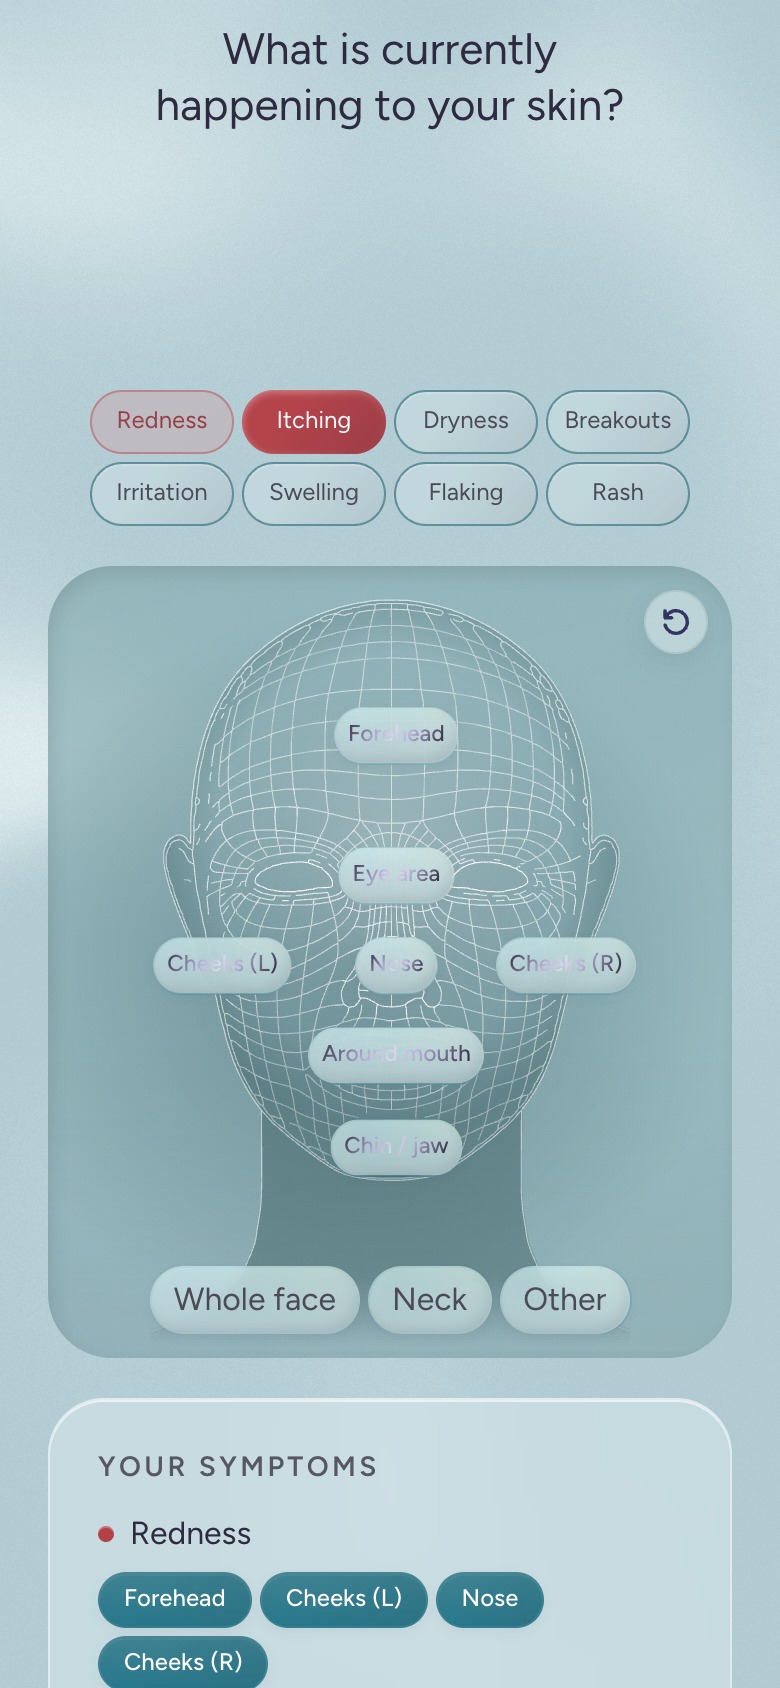 What is currently
happening to your skin?
Redness Itching Dryness Breakouts
Irritation Swelling Flaking Rash
Forehead
Eye area
Cheeks (L) Nose Cheeks (R)
Around mouth
Chin / jaw
Whole face Neck Other
YOUR SYMPTOMS
Redness
Forehead Cheeks (L) Nose
Cheeks (R)